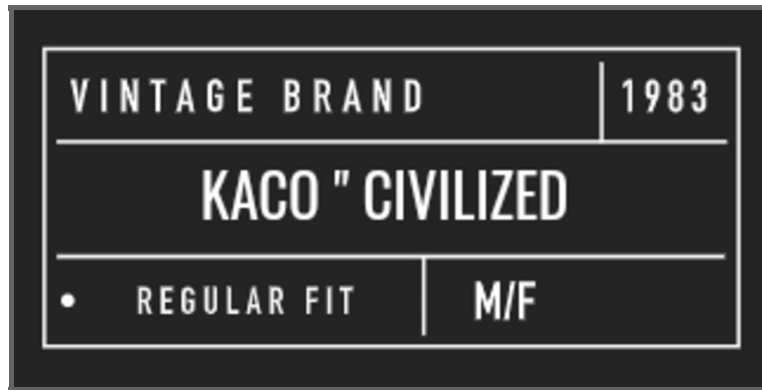 VINTAGE BRAND 1983
KACO " CIVILIZED
• REGULAR FIT M/F